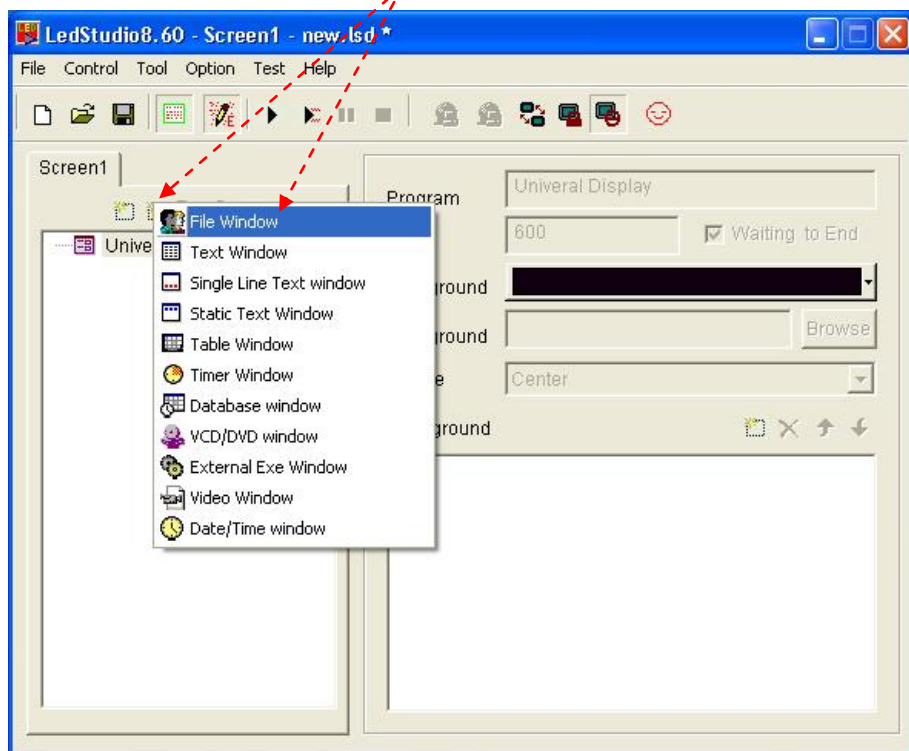 LedStudio8.60 - Screen1 - new.lsd *
File Control Tool Option Test Help
Screen1
Program
Univeral Display
600
Waiting to End
Unive
File Window
Text Window
Single Line Text window
Static Text Window
Table Window
Timer Window
Database window
VCD/DVD window
External Exe Window
Video Window
Date/Time window
ground
ground
Browse
e
Center
ground